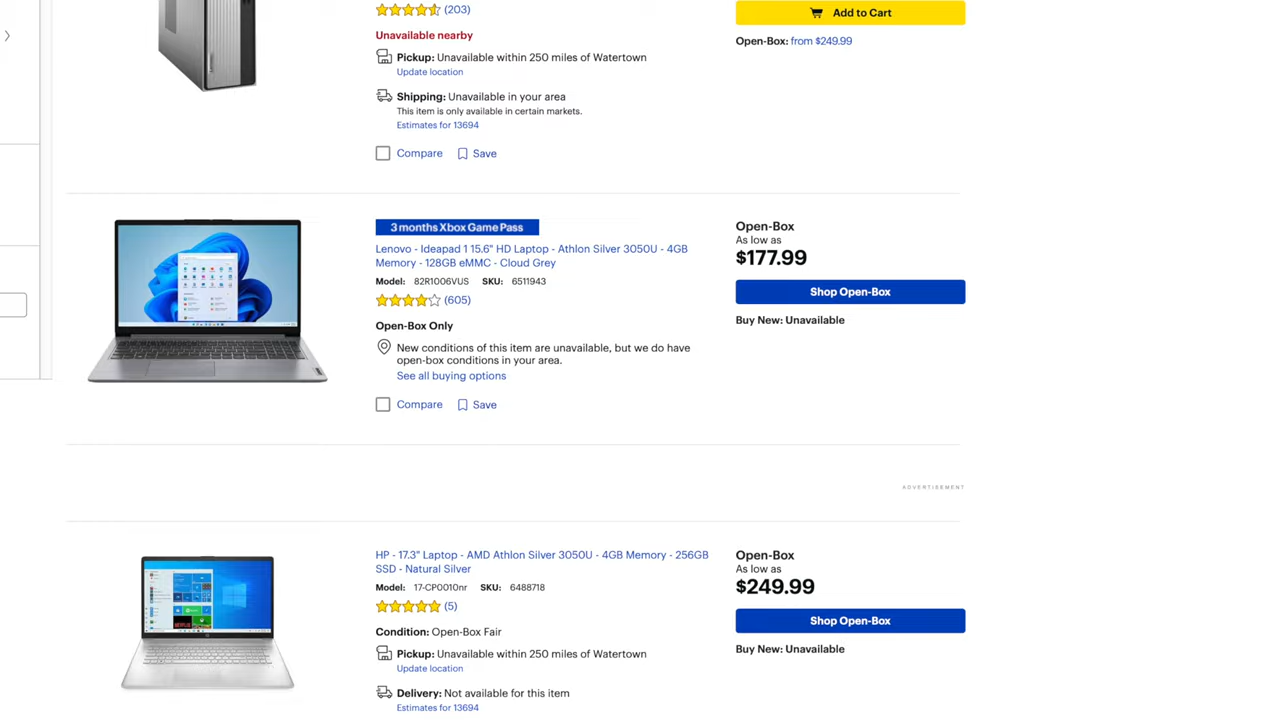 (203)
Unavailable nearby
Pickup: Unavailable within 250 miles of Watertown
Update location
Shipping: Unavailable in your area
This item is only available in certain markets.
Estimates for 13694
Compare
Save
Add to Cart
Open-Box: from $249.99
3 months Xbox Game Pass
Lenovo - Ideapad 1 15.6" HD Laptop - Athlon Silver 3050U - 4GB
Memory - 128GB eMMC - Cloud Grey
Model: 82R1006VUS SKU: 6511943
(605)
Open-Box Only
New conditions of this item are unavailable, but we do have
open-box conditions in your area.
See all buying options
Compare
Save
Open-Box
As low as
$177.99
Shop Open-Box
Buy New: Unavailable
ADVERTISEMENT
HP - 17.3" Laptop - AMD Athlon Silver 3050U - 4GB Memory - 256GB
SSD - Natural Silver
Model: 17-CP0010nr SKU: 6488718
(5)
Condition: Open-Box Fair
Pickup: Unavailable within 250 miles of Watertown
Update location
Delivery: Not available for this item
Estimates for 13694
Open-Box
As low as
$249.99
Shop Open-Box
Buy New: Unavailable